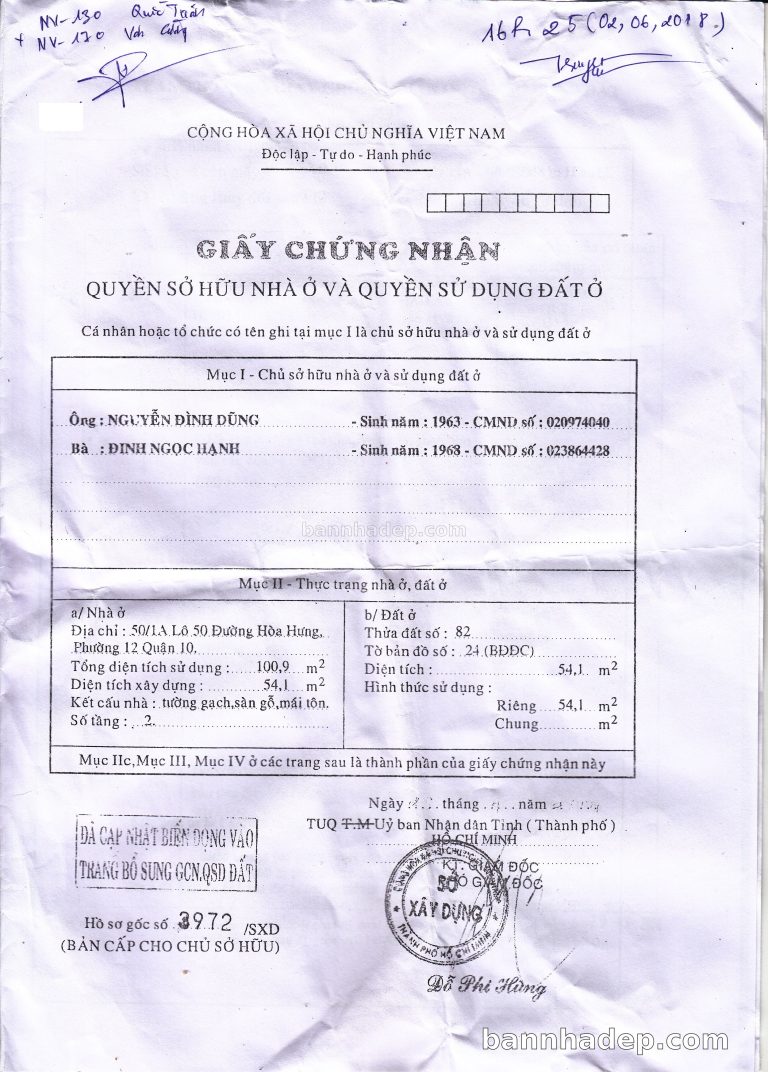 NV-130 Quốc Tuấn
+ NV-170 Văn Cường
16h 25 (02, 06, 2018.)
CỘNG HÒA XÃ HỘI CHỦ NGHĨA VIỆT NAM
Độc lập - Tự do - Hạnh phúc
GIẤY CHỨNG NHẬN
QUYỀN SỞ HỮU NHÀ Ở VÀ QUYỀN SỬ DỤNG ĐẤT Ở
Cá nhân hoặc tổ chức có tên ghi tại mục I là chủ sở hữu nhà ở và sử dụng đất ở
Mục I - Chủ sở hữu nhà ở và sử dụng đất ở
Ông : NGUYỄN ĐÌNH DŨNG - Sinh năm : 1963 - CMND số : 020974040
Bà : ĐINH NGỌC HẠNH - Sinh năm : 1968 - CMND số : 023864428
bannhadep.com
Mục II - Thực trạng nhà ở, đất ở
a/ Nhà ở
Địa chỉ : 50/1A Lô 50 Đường Hòa Hưng,
Phường 12 Quận 10.
Tổng diện tích sử dụng : 100,9 m²
Diện tích xây dựng : 54,1 m²
Kết cấu nhà : tường gạch,sàn gỗ,mái tôn.
Số tầng : 2
b/ Đất ở
Thửa đất số : 82
Tờ bản đồ số : 24 (BĐĐC)
Diện tích : 54,1 m²
Hình thức sử dụng :
Riêng 54,1 m²
Chung m²
Mục IIc,Mục III, Mục IV ở các trang sau là thành phần của giấy chứng nhận này
Ngày tháng năm
TUQ T.M Uỷ ban Nhân dân Tỉnh ( Thành phố )
HỒ CHÍ MINH
KT. GIÁM ĐỐC
PHÓ GIÁM ĐỐC
SỞ
XÂY DỰNG
THÀNH PHỐ HỒ CHÍ MINH
Đỗ Phi Hùng
ĐÃ CẬP NHẬT BIẾN ĐỘNG VÀO
TRANG BỔ SUNG GCN.QSD ĐẤT
Hồ sơ gốc số 3972 /SXD
(BẢN CẤP CHO CHỦ SỞ HỮU)
bannhadep.com